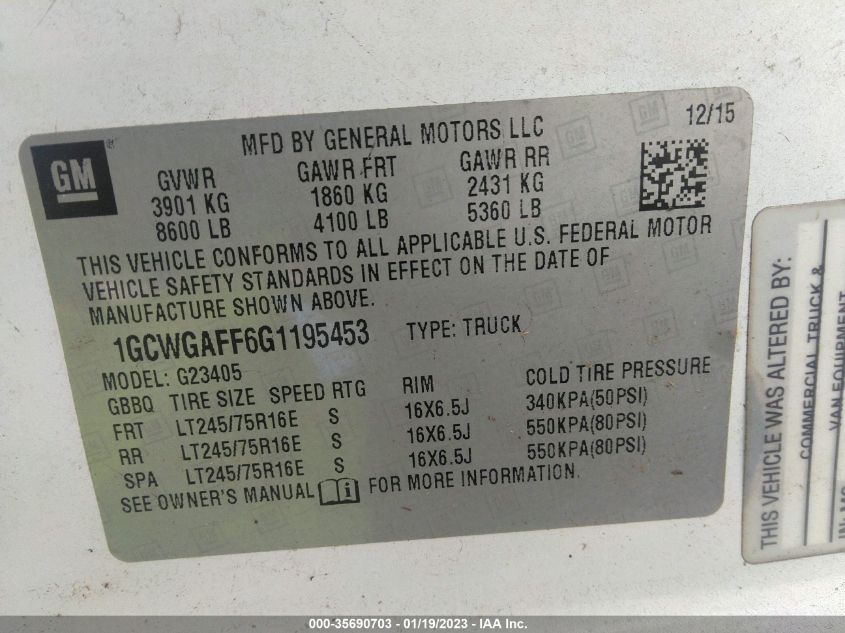 GM
MFD BY GENERAL MOTORS LLC
12/15
GVWR GAWR FRT GAWR RR
3901 KG 1860 KG 2431 KG
8600 LB 4100 LB 5360 LB
THIS VEHICLE CONFORMS TO ALL APPLICABLE U.S. FEDERAL MOTOR
VEHICLE SAFETY STANDARDS IN EFFECT ON THE DATE OF
MANUFACTURE SHOWN ABOVE.
1GCWGAFF6G1195453 TYPE: TRUCK
MODEL: G23405
GBBQ TIRE SIZE SPEED RTG RIM COLD TIRE PRESSURE
FRT LT245/75R16E S 16X6.5J 340KPA(50PSI)
RR LT245/75R16E S 16X6.5J 550KPA(80PSI)
SPA LT245/75R16E S 16X6.5J 550KPA(80PSI)
SEE OWNER'S MANUAL FOR MORE INFORMATION.
THIS VEHICLE WAS ALTERED BY:
COMMERCIAL TRUCK &
VAN EQUIPMENT
000-35690703 - 01/19/2023 - © IAA Inc.